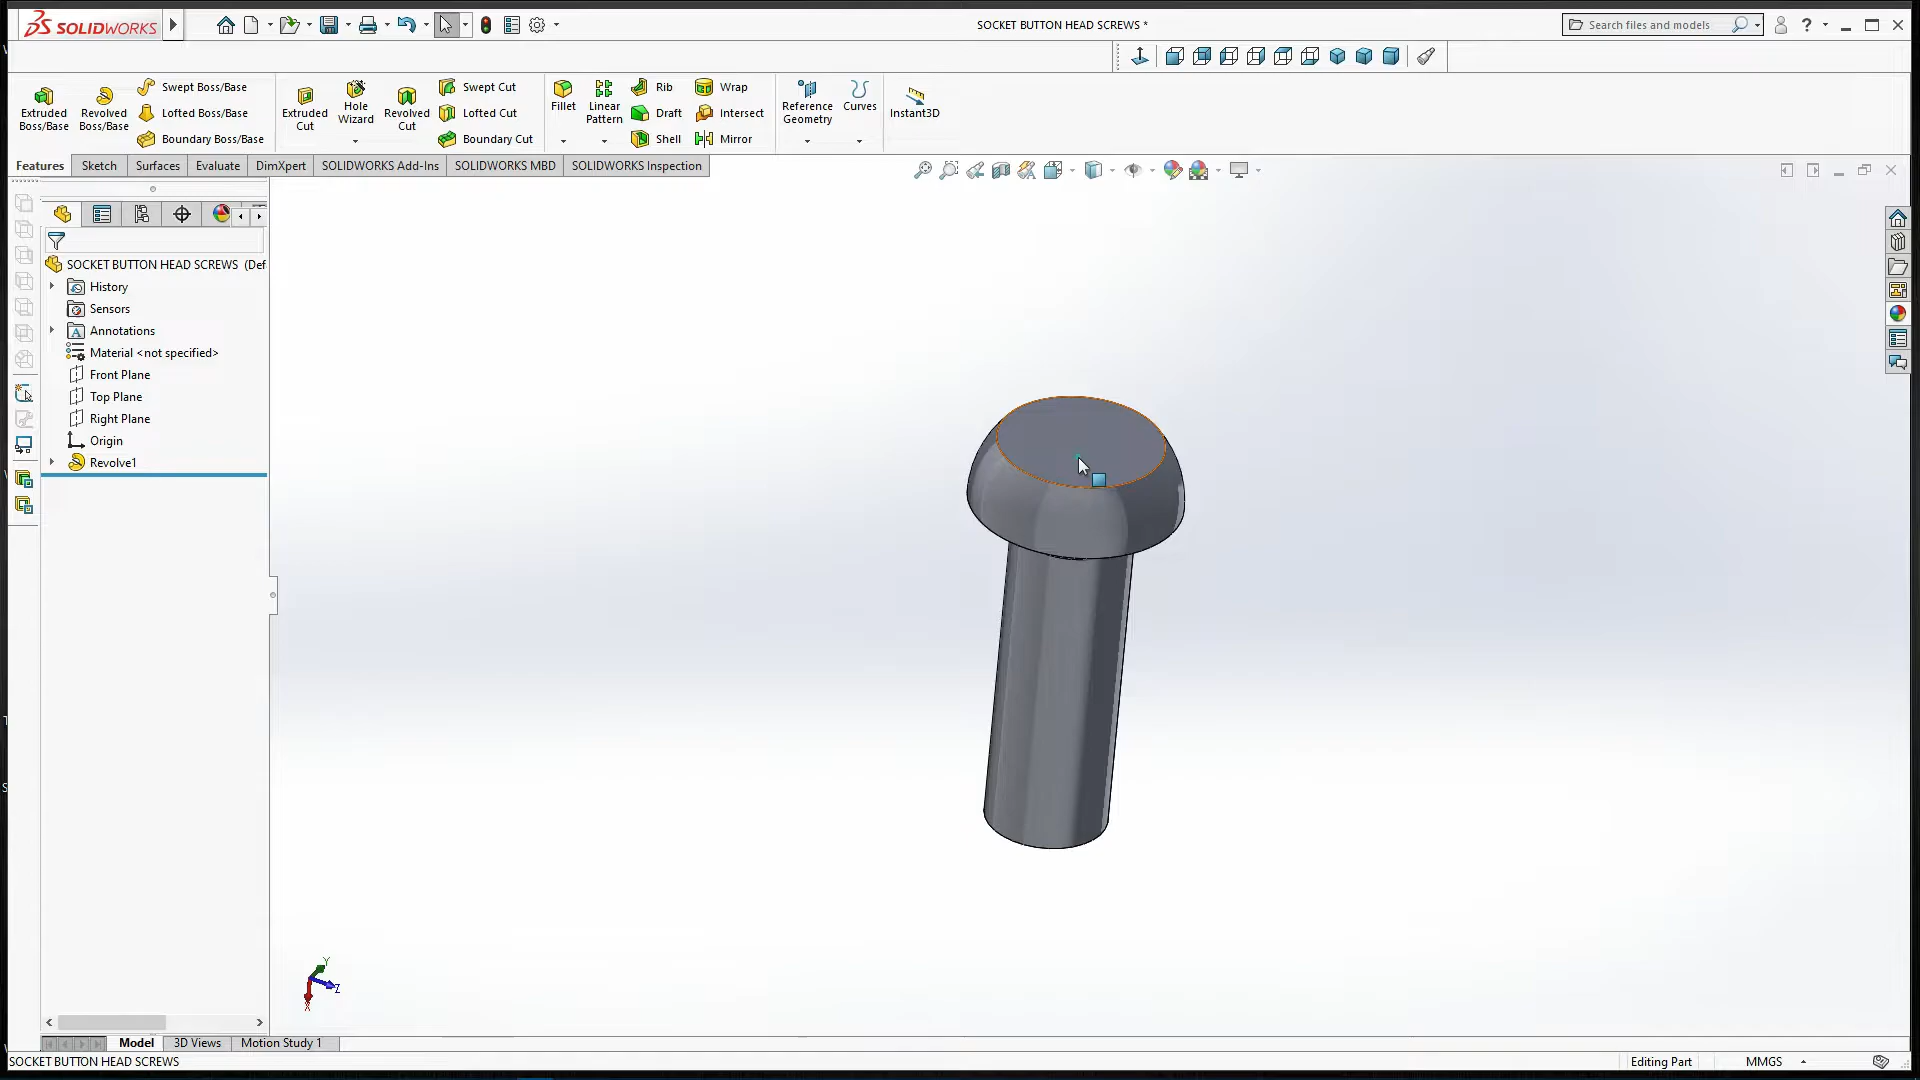 SOLIDWORKS
SOCKET BUTTON HEAD SCREWS *
Search files and models
?
Extruded Boss/Base
Revolved Boss/Base
Swept Boss/Base
Lofted Boss/Base
Boundary Boss/Base
Extruded Cut
Hole Wizard
Revolved Cut
Swept Cut
Lofted Cut
Boundary Cut
Fillet
Linear Pattern
Rib
Draft
Shell
Wrap
Intersect
Mirror
Reference Geometry
Curves
Instant3D
Features
Sketch
Surfaces
Evaluate
DimXpert
SOLIDWORKS Add-Ins
SOLIDWORKS MBD
SOLIDWORKS Inspection
SOCKET BUTTON HEAD SCREWS (Def
History
Sensors
Annotations
Material <not specified>
Front Plane
Top Plane
Right Plane
Origin
Revolve1
Y
Z
X
Model
3D Views
Motion Study 1
SOCKET BUTTON HEAD SCREWS
Editing Part
MMGS